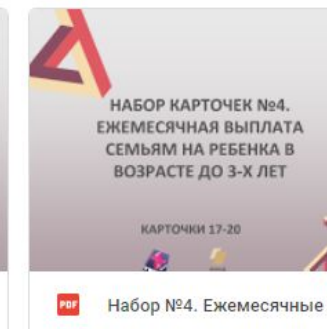 НАБОР КАРТОЧЕК №4.
ЕЖЕМЕСЯЧНАЯ ВЫПЛАТА
СЕМЬЯМ НА РЕБЕНКА В
ВОЗРАСТЕ ДО 3-Х ЛЕТ
КАРТОЧКИ 17-20
PDF Набор №4. Ежемесячные